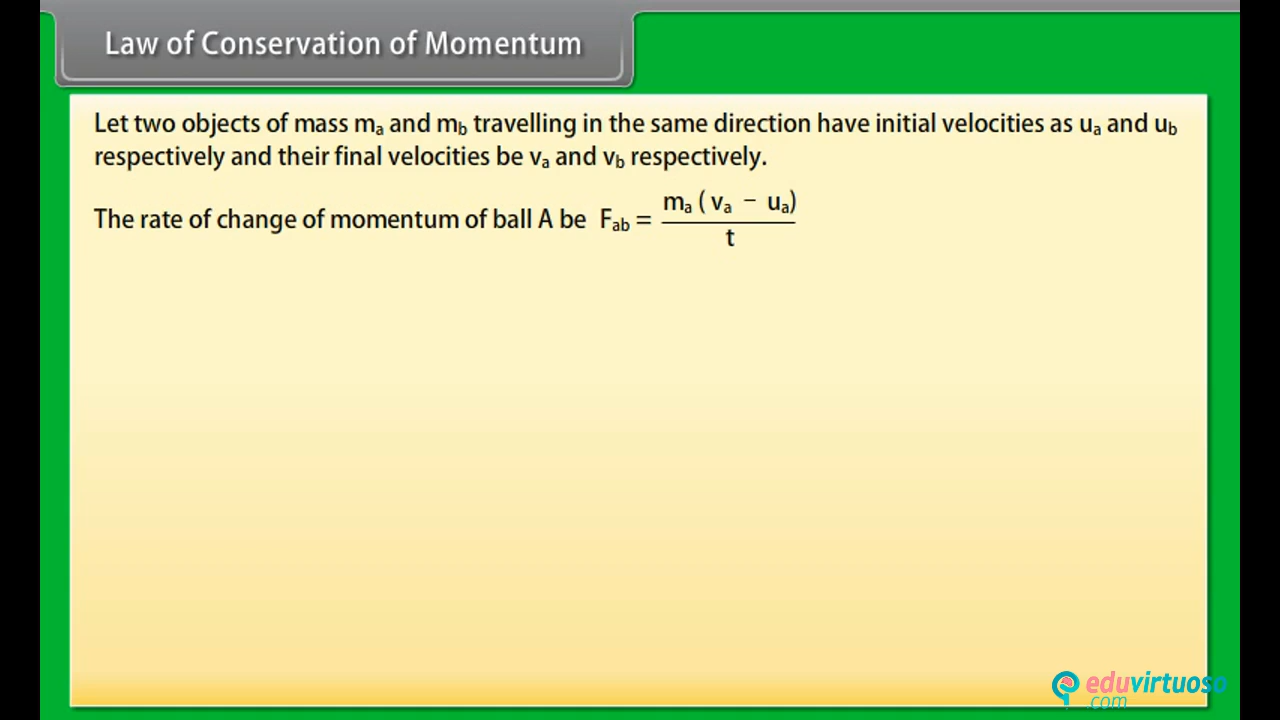 Law of Conservation of Momentum
Let two objects of mass mₐ and m_b travelling in the same direction have initial velocities as uₐ and u_b
respectively and their final velocities be vₐ and v_b respectively.
The rate of change of momentum of ball A be F_ab = mₐ ( vₐ − uₐ) / t
eduvirtuoso
.com